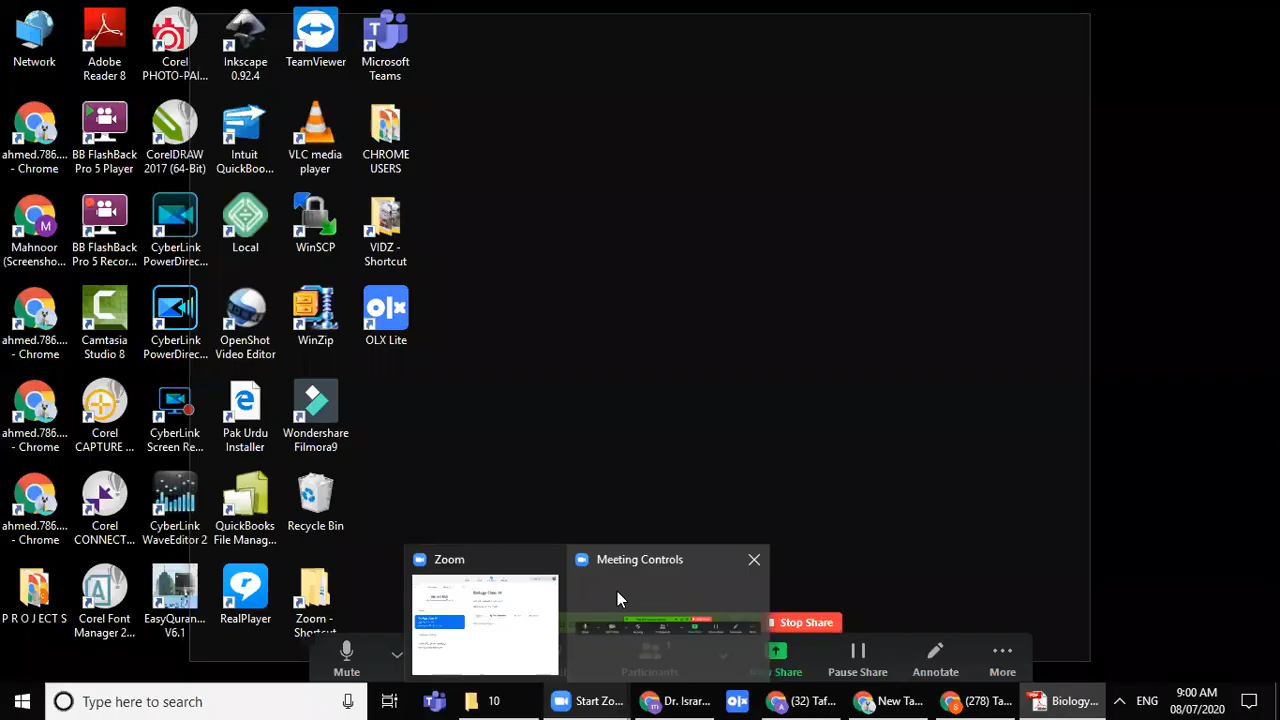 Network
Adobe
Reader 8
Corel
PHOTO-PAI...
Inkscape
0.92.4
TeamViewer
Microsoft
Teams
ahmed.786....
- Chrome
BB FlashBack
Pro 5 Player
CorelDRAW
2017 (64-Bit)
Intuit
QuickBoo...
VLC media
player
CHROME
USERS
Mahnoor
(Screensho...
BB FlashBack
Pro 5 Recor...
CyberLink
PowerDirec...
Local
WinSCP
VIDZ -
Shortcut
ahmed.786....
- Chrome
Camtasia
Studio 8
CyberLink
PowerDirec...
OpenShot
Video Editor
WinZip
OLX Lite
ahmed.786....
- Chrome
Corel
CAPTURE ...
CyberLink
Screen Re...
Pak Urdu
Installer
Wondershare
Filmora9
ahmed.786....
- Chrome
Corel
CONNECT...
CyberLink
WaveEditor 2
QuickBooks
File Manag...
Recycle Bin
P R O J E
Corel Font
Manager 2...
EasyQuran...
V6.1
RealPlayer
Zoom -
Shortcut
Zoom
Meeting Controls
Stop Share
Mute
Participants
1
Share
Pause Share
Annotate
More
Type here to search
10
Start Zo...
Dr. Israr...
(32) Taf...
New Ta...
(278) Ta...
Biology...
ENG
9:00 AM
08/07/2020